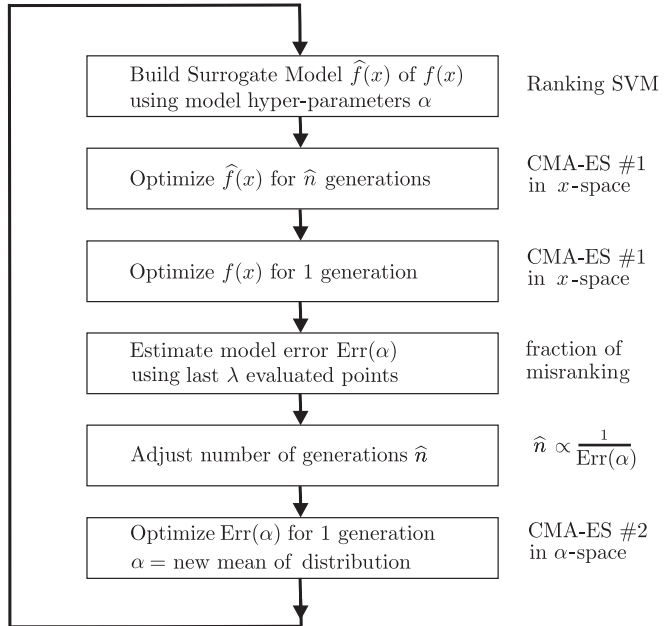 Build Surrogate Model f̂(x) of f(x)
using model hyper-parameters α
Ranking SVM
Optimize f̂(x) for n̂ generations
CMA-ES #1
in x-space
Optimize f(x) for 1 generation
CMA-ES #1
in x-space
Estimate model error Err(α)
using last λ evaluated points
fraction of
misranking
Adjust number of generations n̂
n̂ ∝ 1/Err(α)
Optimize Err(α) for 1 generation
α = new mean of distribution
CMA-ES #2
in α-space